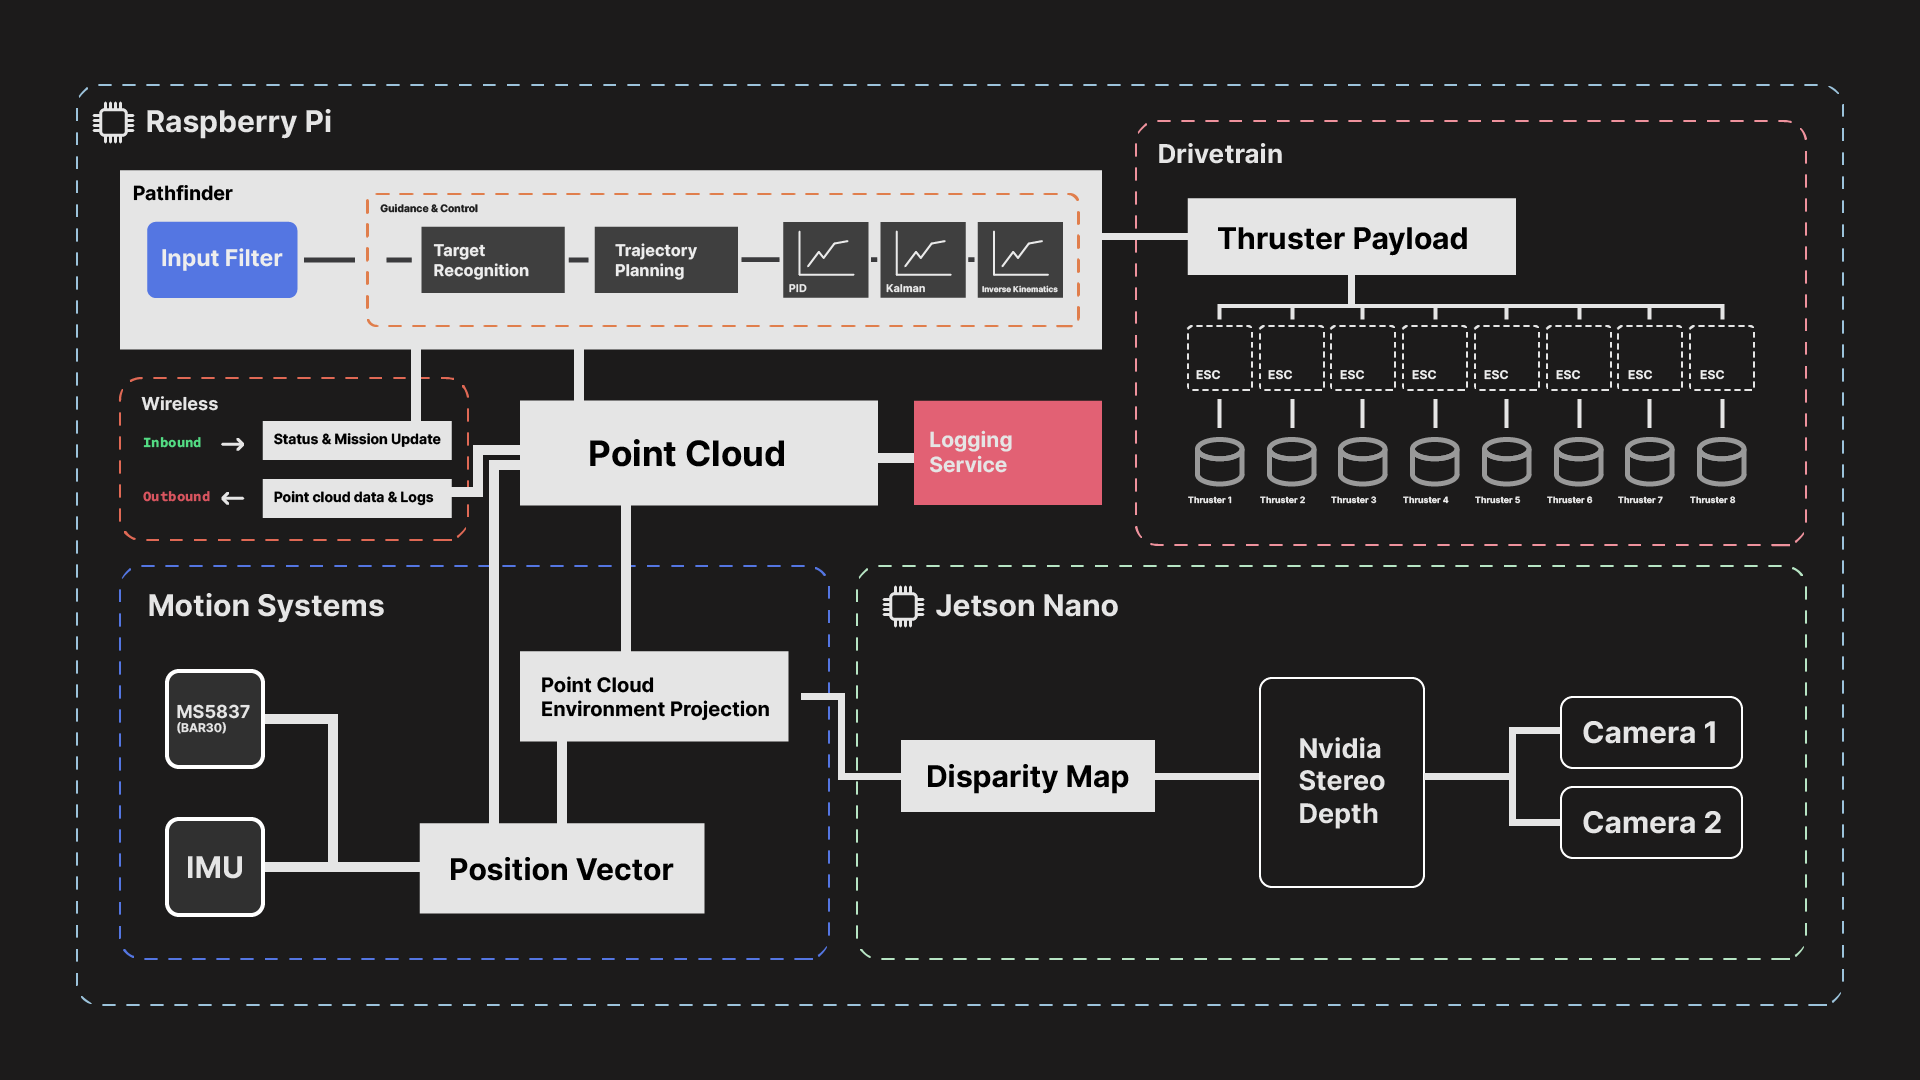 Raspberry Pi
Drivetrain
Pathfinder
Guidance & Control
Input Filter
Target
Recognition
Trajectory
Planning
PID
Kalman
Inverse Kinematics
Thruster Payload
ESC
ESC
ESC
ESC
ESC
ESC
ESC
ESC
Thruster 1
Thruster 2
Thruster 3
Thruster 4
Thruster 5
Thruster 6
Thruster 7
Thruster 8
Wireless
Inbound
Status & Mission Update
Outbound
Point cloud data & Logs
Point Cloud
Logging
Service
Motion Systems
MS5837
(BAR30)
IMU
Point Cloud
Environment Projection
Position Vector
Jetson Nano
Disparity Map
Nvidia
Stereo
Depth
Camera 1
Camera 2